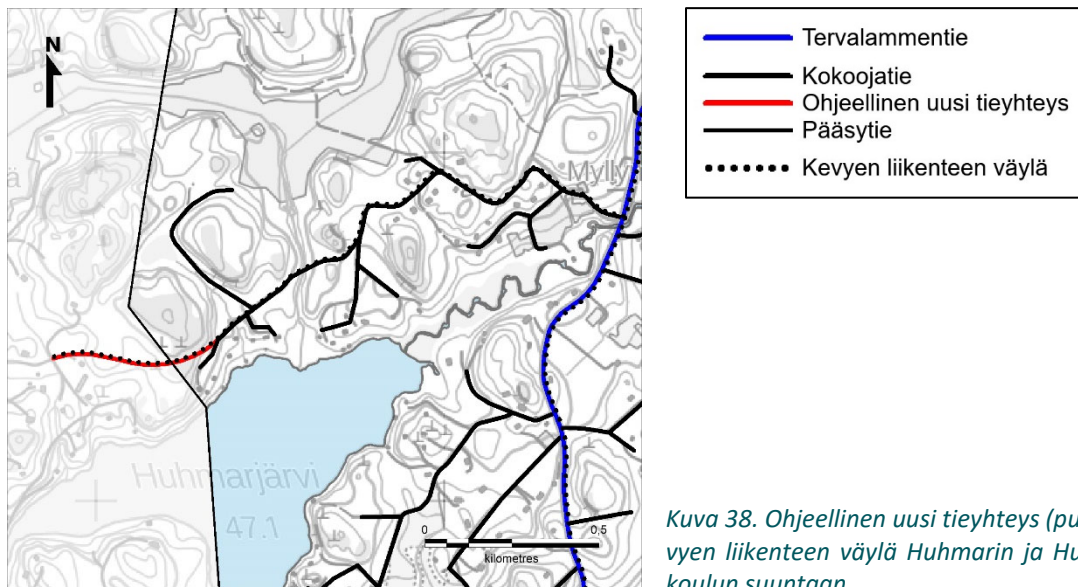 N
Mylly
ä
Huhmarjärvi
47.1
0
0,5
kilometres
Tervalammentie
Kokoojatie
Ohjeellinen uusi tieyhteys
Pääsytie
Kevyen liikenteen väylä
Kuva 38. Ohjeellinen uusi tieyhteys (pu
vyen liikenteen väylä Huhmarin ja Hu
koulun suuntaan